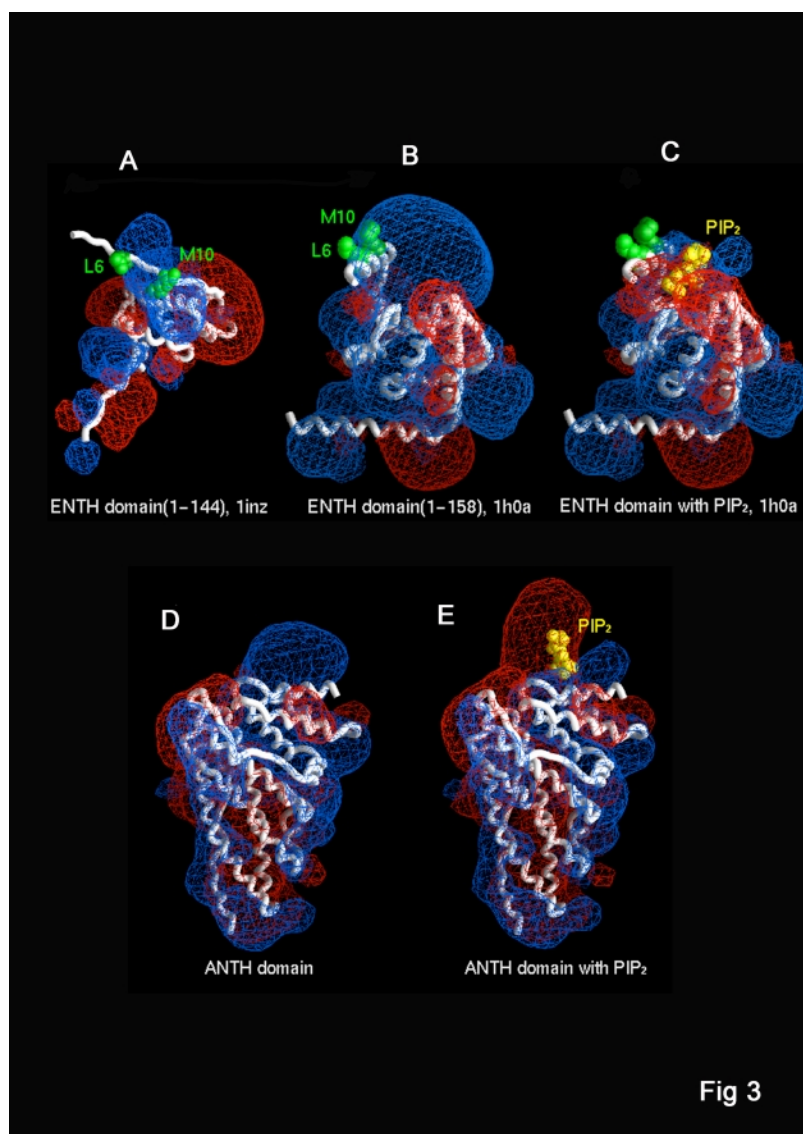 A
B
C
M10
PIP₂
L6
M10
L6
ENTH domain(1-144), 1inz
ENTH domain(1-158), 1h0a
ENTH domain with PIP₂, 1h0a
D
E
PIP₂
ANTH domain
ANTH domain with PIP₂
Fig 3